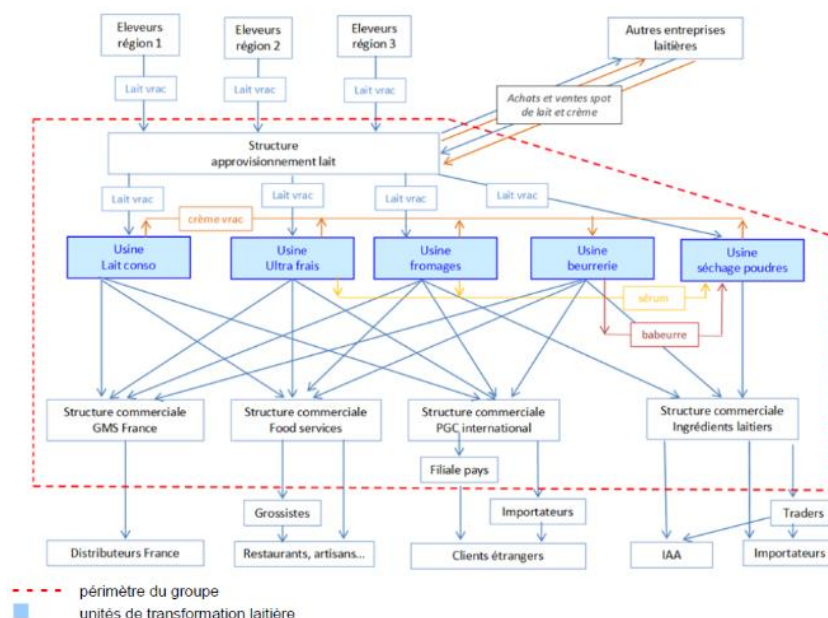 Eleveurs
région 1
Eleveurs
région 2
Eleveurs
région 3
Autres entreprises
laitières
Lait vrac
Lait vrac
Lait vrac
Achats et ventes spot
de lait et crème
Structure
approvisionnement lait
Lait vrac
Lait vrac
Lait vrac
Lait vrac
crème vrac
Usine
Lait conso
Usine
Ultra frais
Usine
fromages
Usine
beurrerie
Usine
séchage poudres
sérum
babeurre
Structure commerciale
GMS France
Structure commerciale
Food services
Structure commerciale
PGC international
Structure commerciale
Ingrédients laitiers
Filiale pays
Grossistes
Importateurs
Traders
Distributeurs France
Restaurants, artisans...
Clients étrangers
IAA
Importateurs
périmètre du groupe
unités de transformation laitière